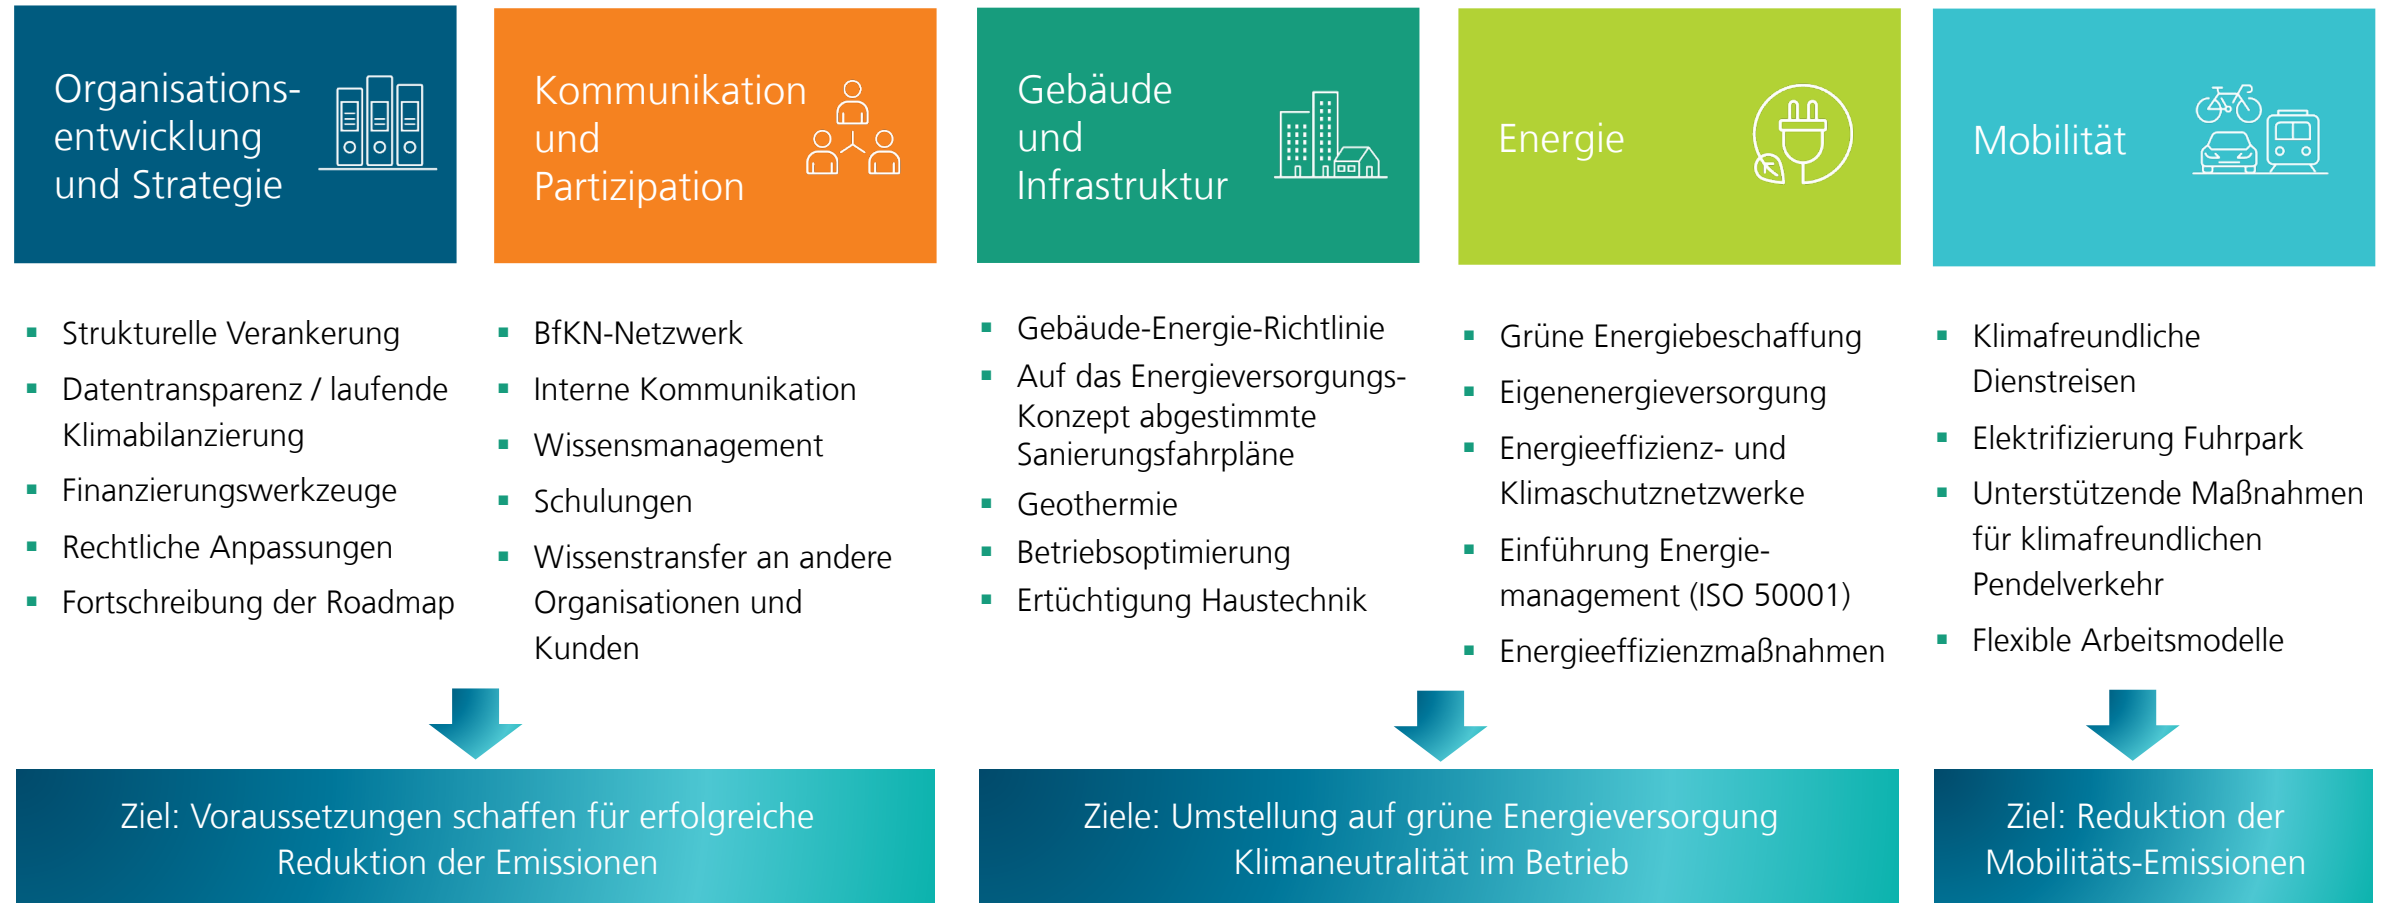 Organisations-
entwicklung
und Strategie
Kommunikation
und
Partizipation
Gebäude
und
Infrastruktur
Energie
Mobilität
▪ Strukturelle Verankerung
▪ Datentransparenz / laufende
Klimabilanzierung
▪ Finanzierungswerkzeuge
▪ Rechtliche Anpassungen
▪ Fortschreibung der Roadmap
▪ BfKN-Netzwerk
▪ Interne Kommunikation
▪ Wissensmanagement
▪ Schulungen
▪ Wissenstransfer an andere
Organisationen und
Kunden
▪ Gebäude-Energie-Richtlinie
▪ Auf das Energieversorgungs-
Konzept abgestimmte
Sanierungsfahrpläne
▪ Geothermie
▪ Betriebsoptimierung
▪ Ertüchtigung Haustechnik
▪ Grüne Energiebeschaffung
▪ Eigenenergieversorgung
▪ Energieeffizienz- und
Klimaschutznetzwerke
▪ Einführung Energie-
management (ISO 50001)
▪ Energieeffizienzmaßnahmen
▪ Klimafreundliche
Dienstreisen
▪ Elektrifizierung Fuhrpark
▪ Unterstützende Maßnahmen
für klimafreundlichen
Pendelverkehr
▪ Flexible Arbeitsmodelle
Ziel: Voraussetzungen schaffen für erfolgreiche
Reduktion der Emissionen
Ziele: Umstellung auf grüne Energieversorgung
Klimaneutralität im Betrieb
Ziel: Reduktion der
Mobilitäts-Emissionen